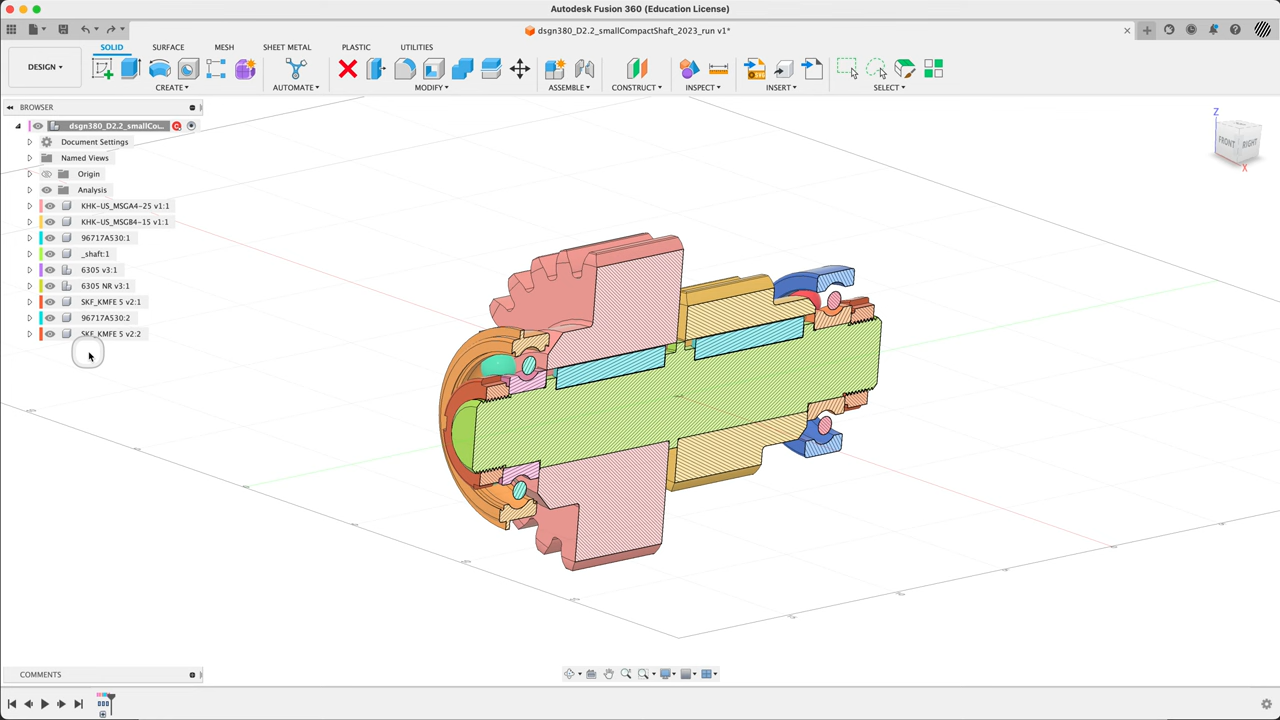 Autodesk Fusion 360 (Education License)
dsgn380_D2.2_smallCompactShaft_2023_run v1*
SOLID SURFACE MESH SHEET METAL PLASTIC UTILITIES
DESIGN
CREATE AUTOMATE MODIFY ASSEMBLE CONSTRUCT INSPECT INSERT SELECT
BROWSER
dsgn380_D2.2_smallCo...
Document Settings
Named Views
Origin
Analysis
KHK-US_MSGA4-25 v1:1
KHK-US_MSGB4-15 v1:1
96717A530:1
_shaft:1
6305 v3:1
6305 NR v3:1
SKF_KMFE 5 v2:1
96717A530:2
SKF_KMFE 5 v2:2
Z
FRONT RIGHT
X
COMMENTS